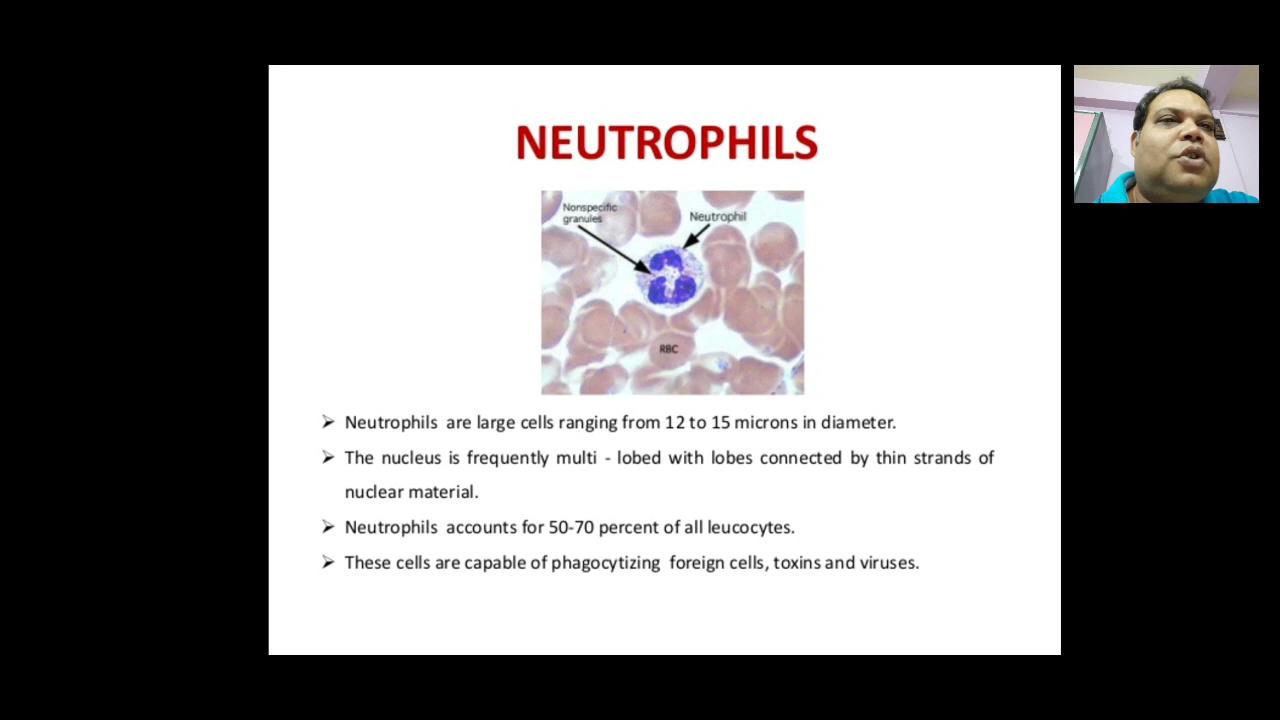 NEUTROPHILS
Nonspecific
granules
Neutrophil
RBC
➢ Neutrophils are large cells ranging from 12 to 15 microns in diameter.
➢ The nucleus is frequently multi - lobed with lobes connected by thin strands of
nuclear material.
➢ Neutrophils accounts for 50-70 percent of all leucocytes.
➢ These cells are capable of phagocytizing foreign cells, toxins and viruses.